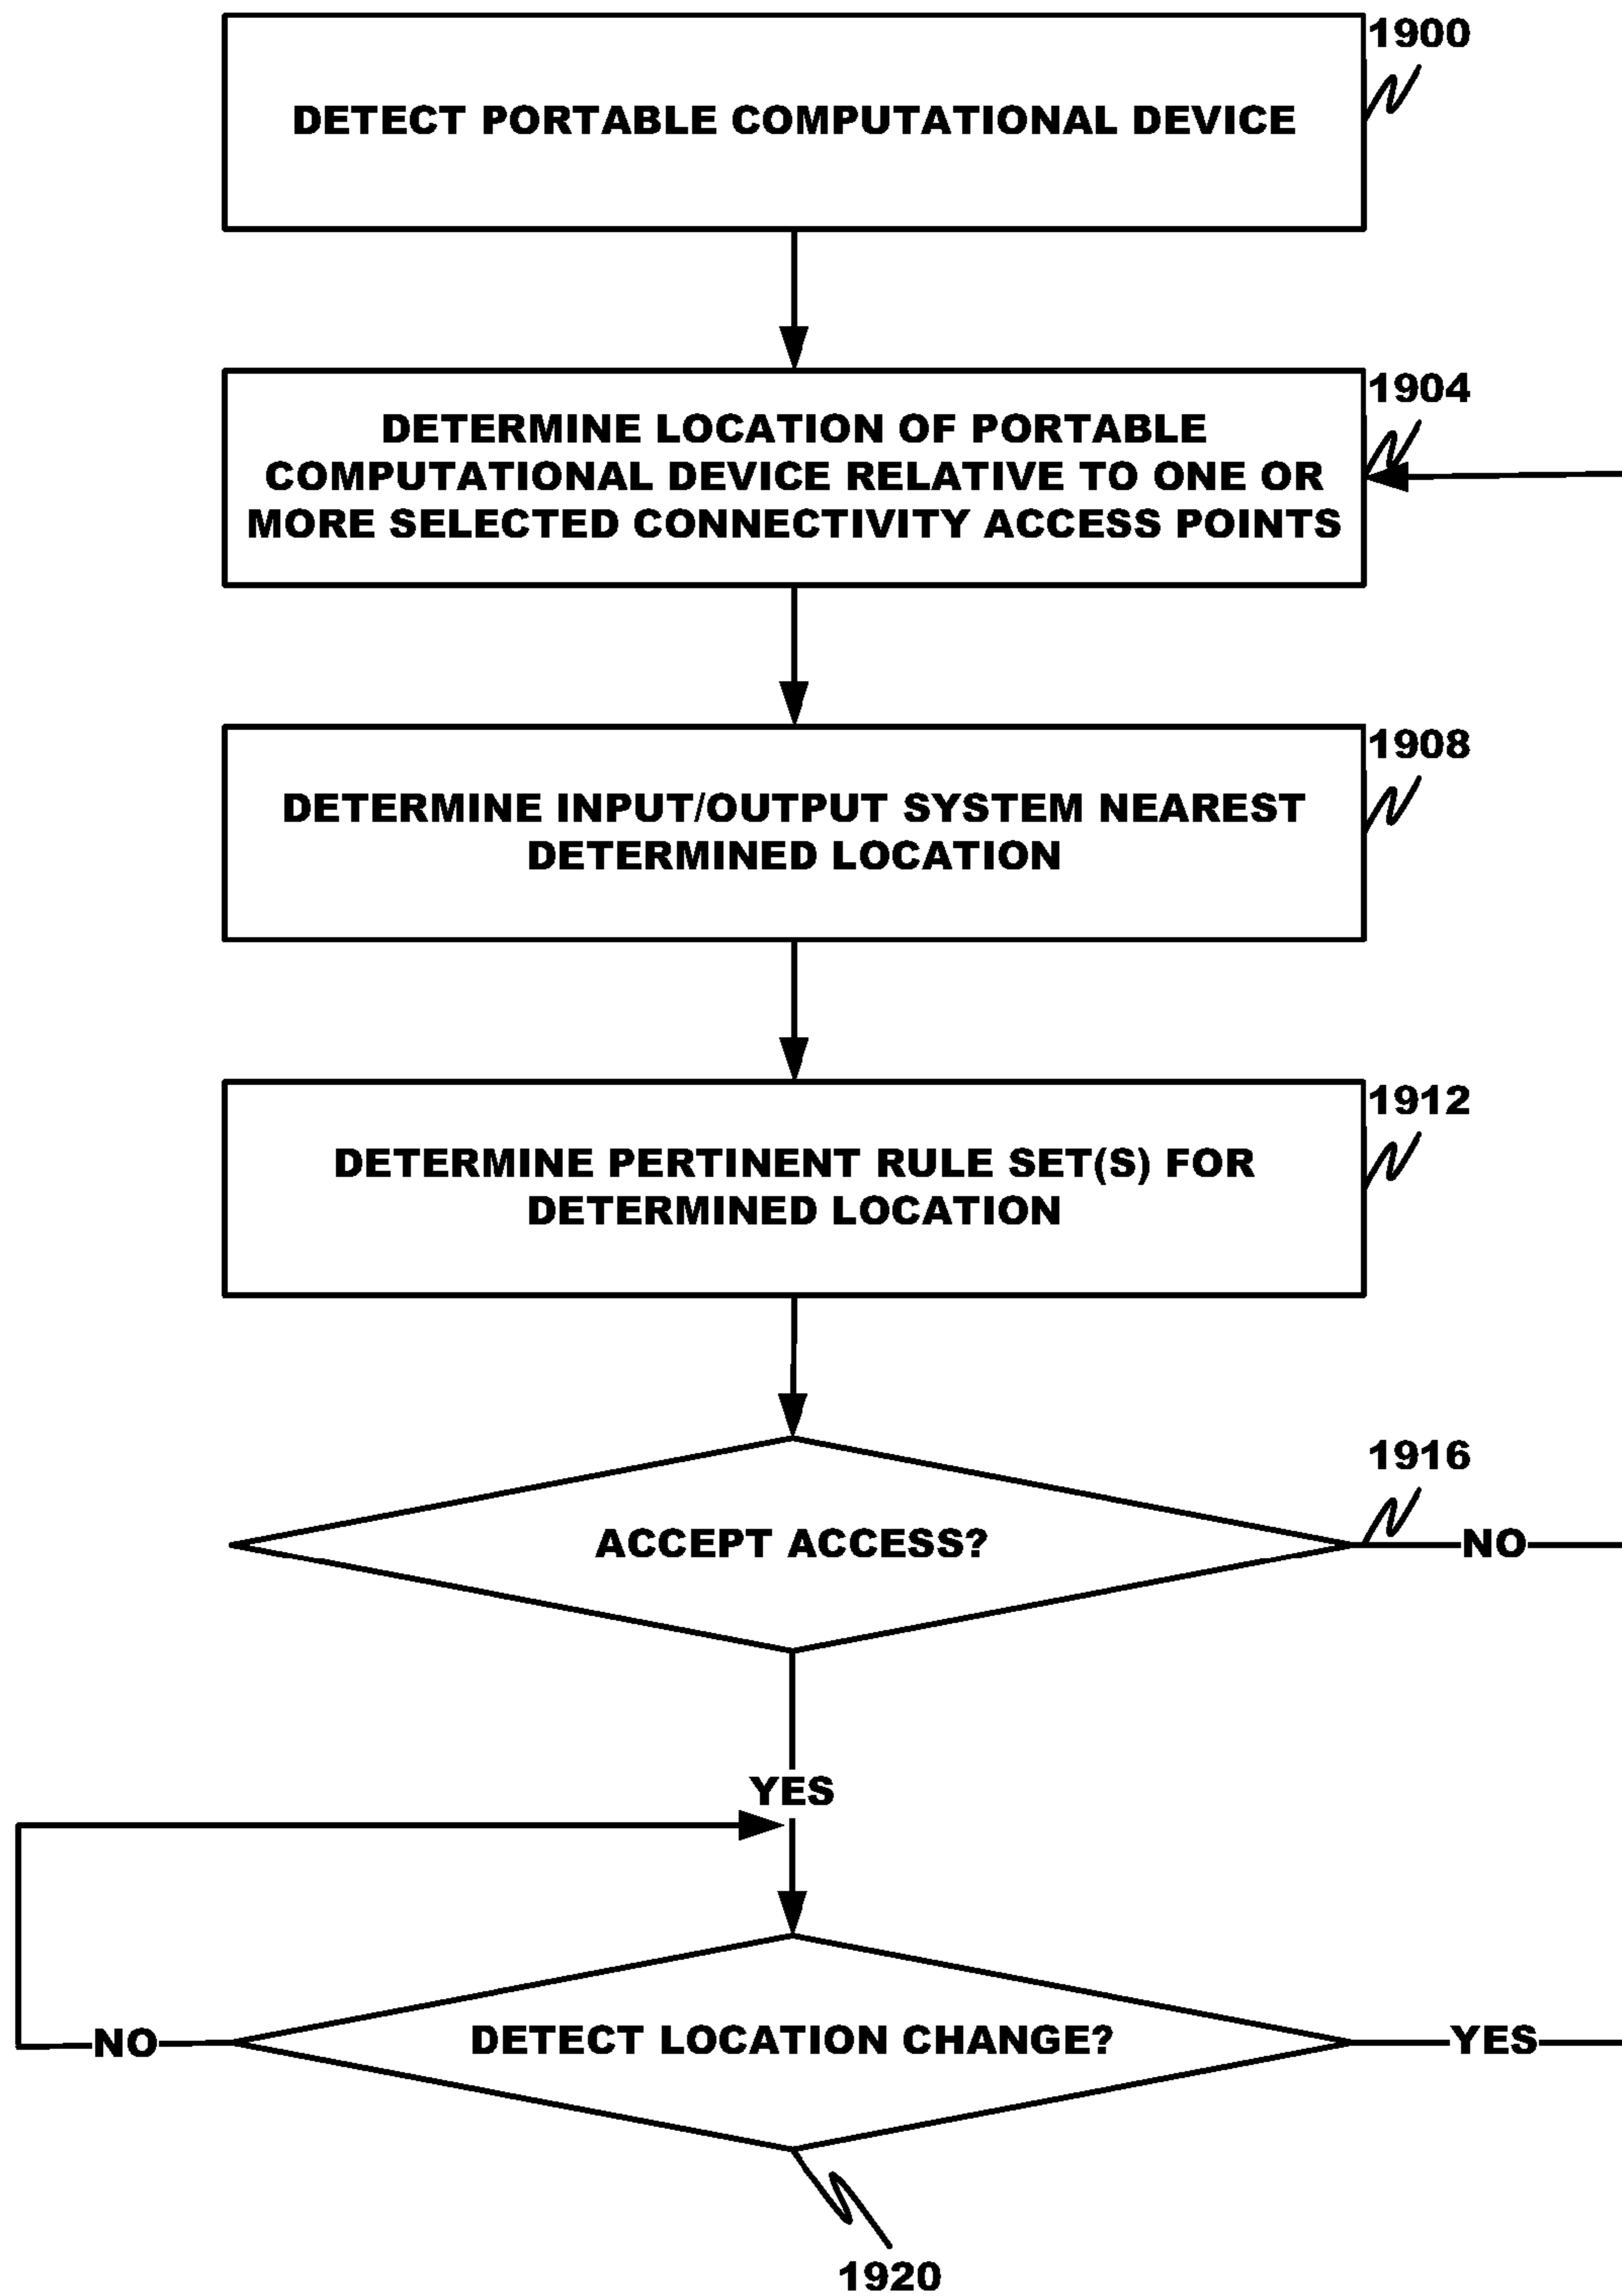 1900
DETECT PORTABLE COMPUTATIONAL DEVICE
1904
DETERMINE LOCATION OF PORTABLE
COMPUTATIONAL DEVICE RELATIVE TO ONE OR
MORE SELECTED CONNECTIVITY ACCESS POINTS
1908
DETERMINE INPUT/OUTPUT SYSTEM NEAREST
DETERMINED LOCATION
1912
DETERMINE PERTINENT RULE SET(S) FOR
DETERMINED LOCATION
1916
ACCEPT ACCESS?
NO
YES
NO
DETECT LOCATION CHANGE?
YES
1920